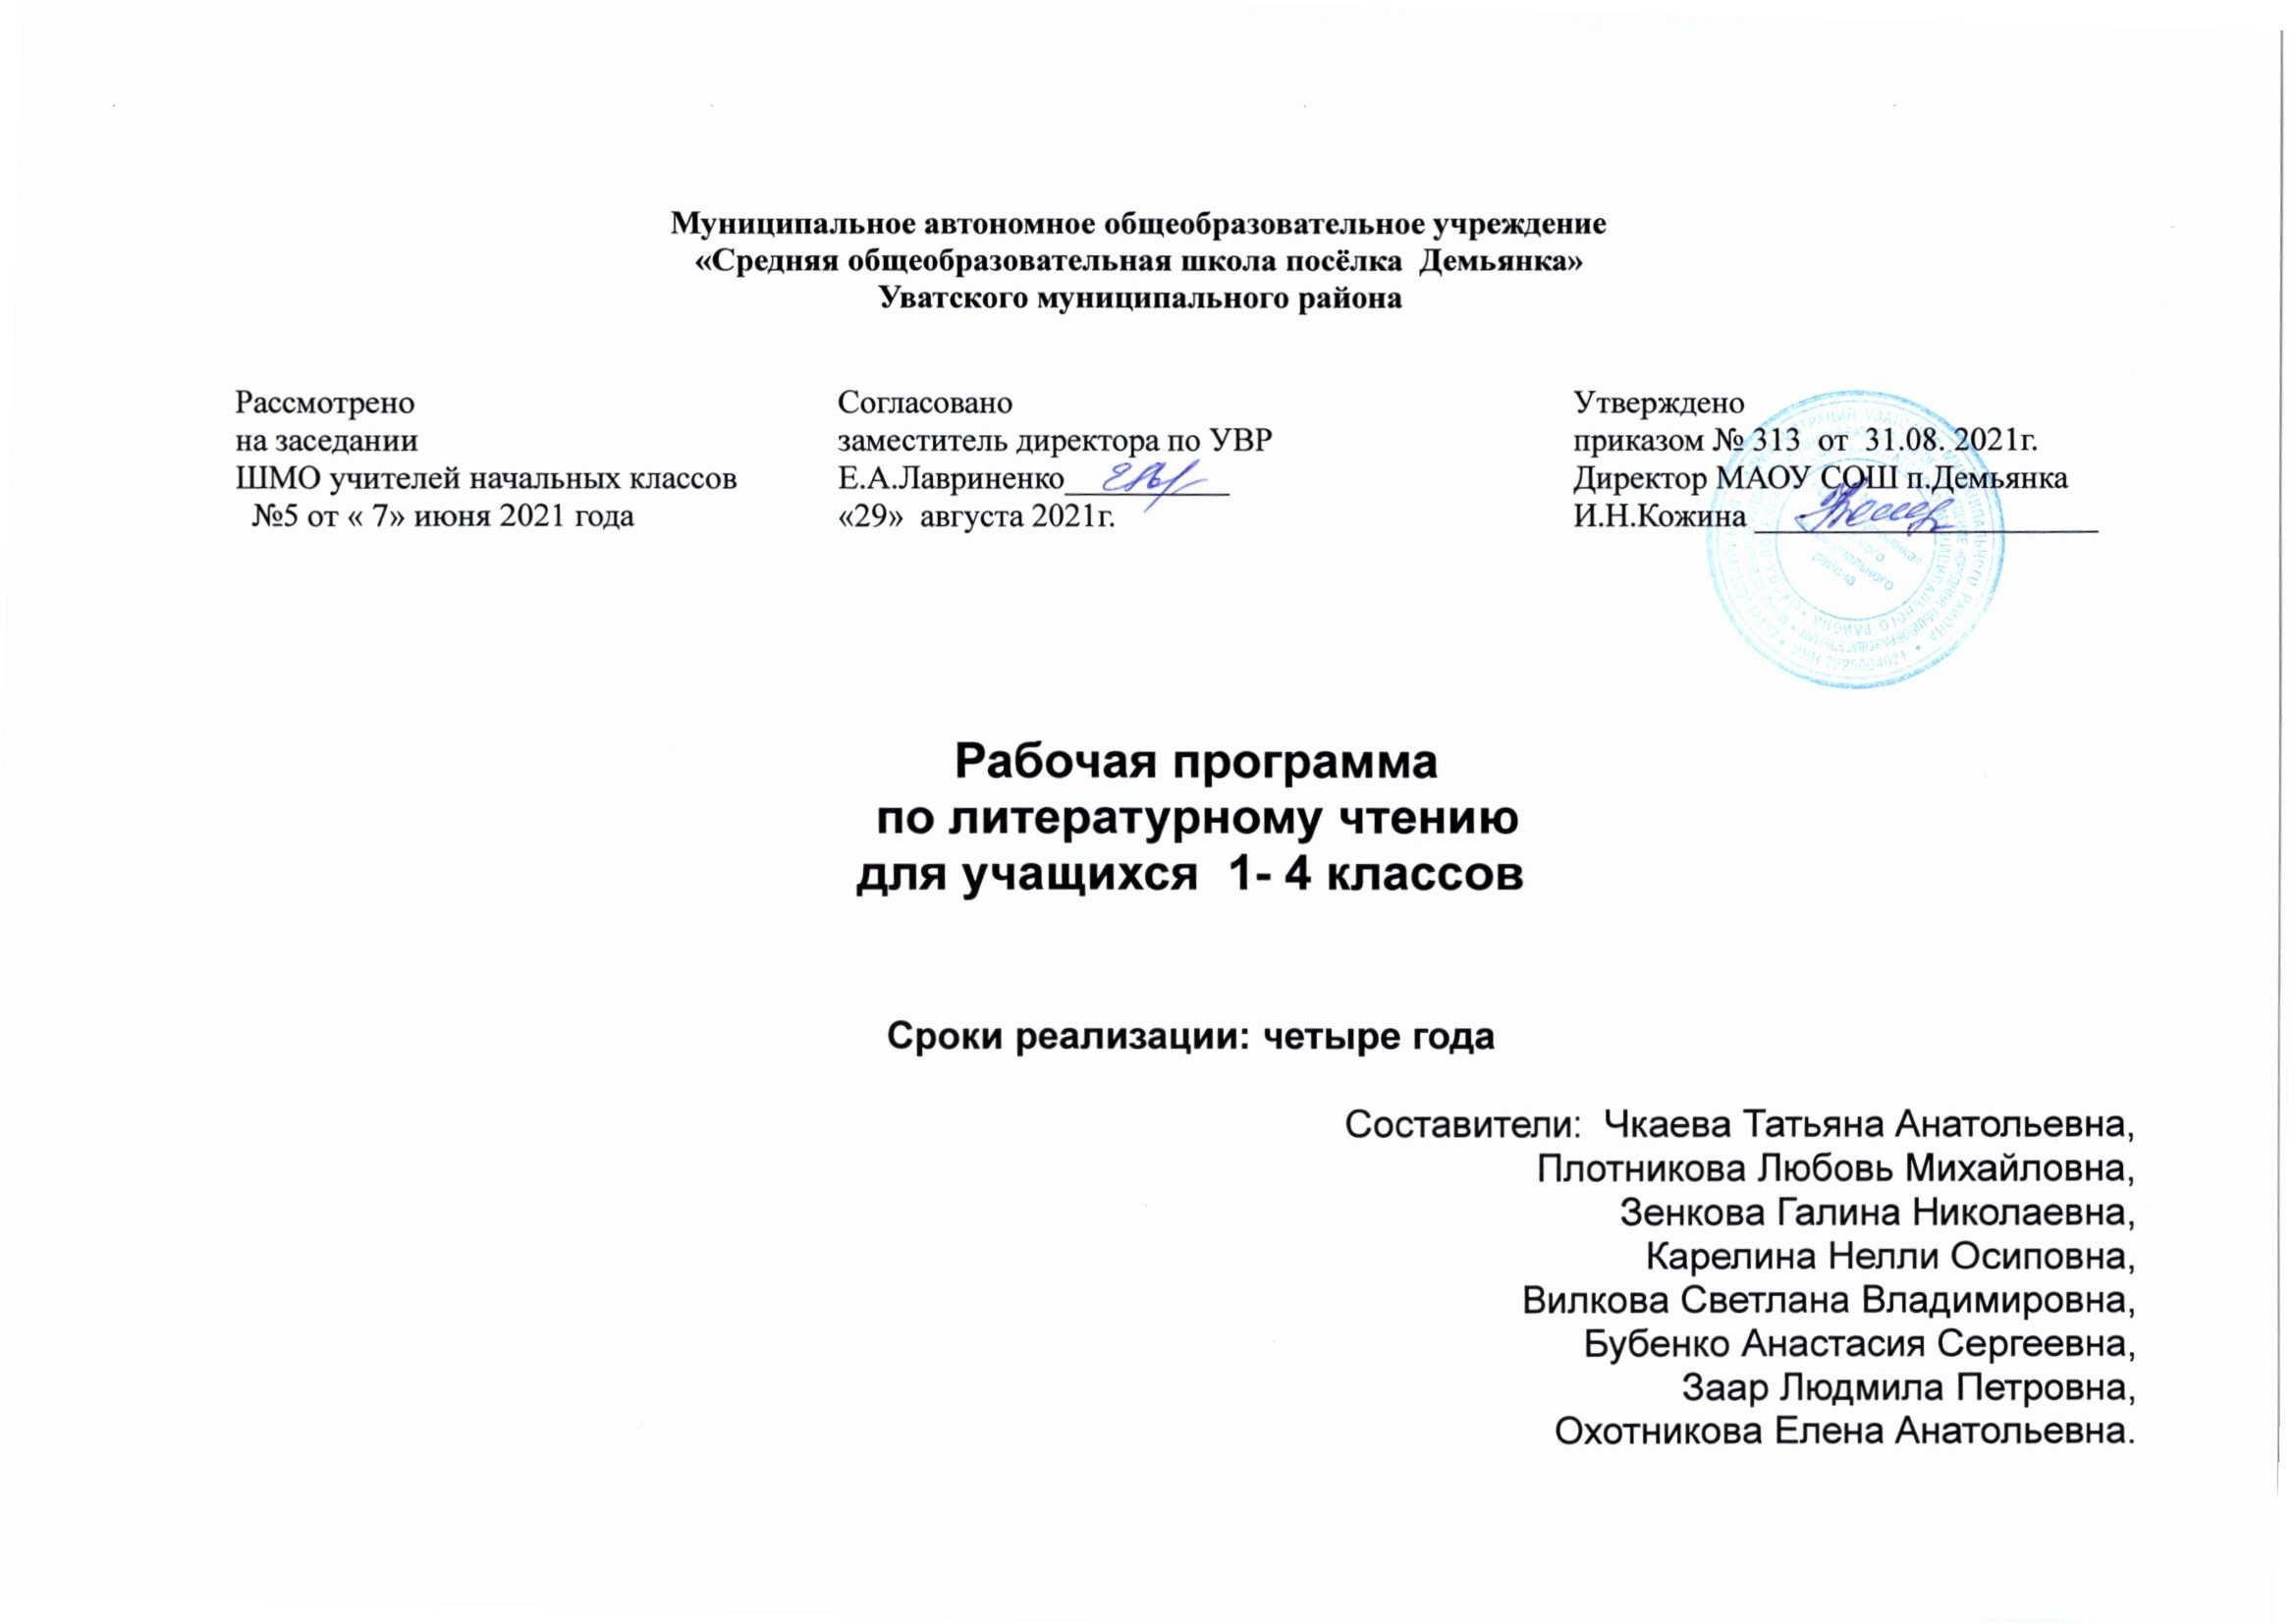 Муниципальное автономное общеобразовательное учреждение
«Средняя общеобразовательная школа посёлка Демьянка»
Уватского муниципального района
Рассмотрено
на заседании
ШМО учителей начальных классов
№5 от « 7» июня 2021 года
Согласовано
заместитель директора по УВР
Е.А.Лавриненко__________
«29» августа 2021г.
Утверждено
приказом № 313 от 31.08. 2021г.
Директор МАОУ СОШ п.Демьянка
И.Н.Кожина _____________________
района
Рабочая программа
по литературному чтению
для учащихся 1- 4 классов
Сроки реализации: четыре года
Составители: Чкаева Татьяна Анатольевна,
Плотникова Любовь Михайловна,
Зенкова Галина Николаевна,
Карелина Нелли Осиповна,
Вилкова Светлана Владимировна,
Бубенко Анастасия Сергеевна,
Заар Людмила Петровна,
Охотникова Елена Анатольевна.